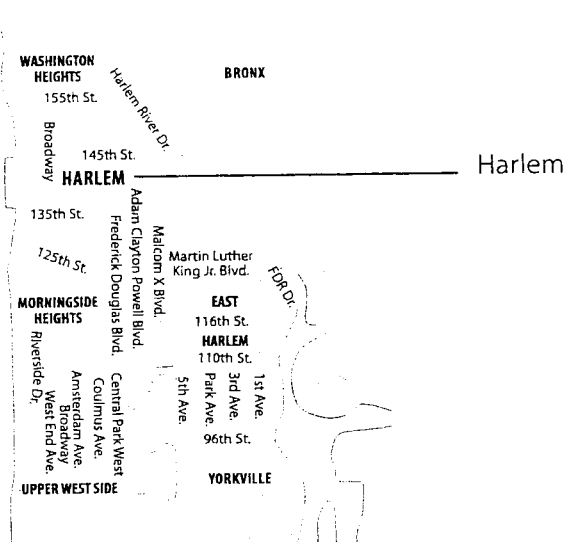 WASHINGTON
HEIGHTS
BRONX
155th St.
Harlem River Dr.
Broadway
145th St.
HARLEM
Harlem
135th St.
Adam Clayton Powell Blvd.
Frederick Douglas Blvd.
Malcom X Blvd.
125th St.
Martin Luther
King Jr. Blvd.
FDR Dr.
MORNINGSIDE
HEIGHTS
EAST
116th St.
HARLEM
110th St.
Riverside Dr.
West End Ave.
Broadway
Amsterdam Ave.
Coulmus Ave.
Central Park West
5th Ave.
Park Ave.
3rd Ave.
1st Ave.
96th St.
UPPER WEST SIDE
YORKVILLE